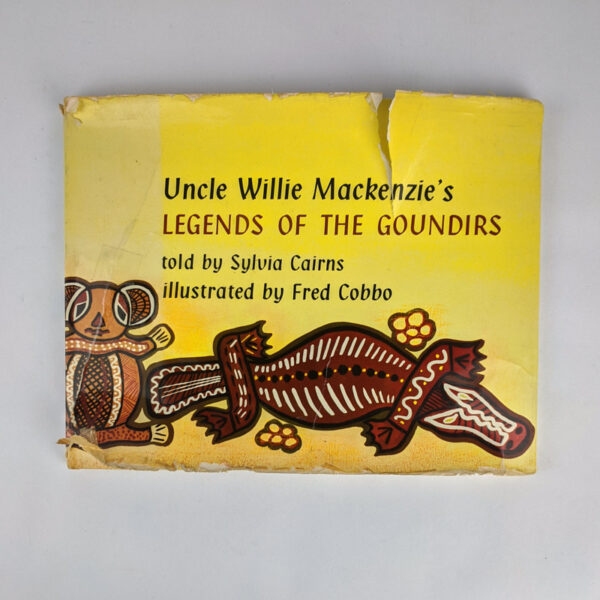 Uncle Willie Mackenzie's
LEGENDS OF THE GOUNDIRS
told by Sylvia Cairns
illustrated by Fred Cobbo